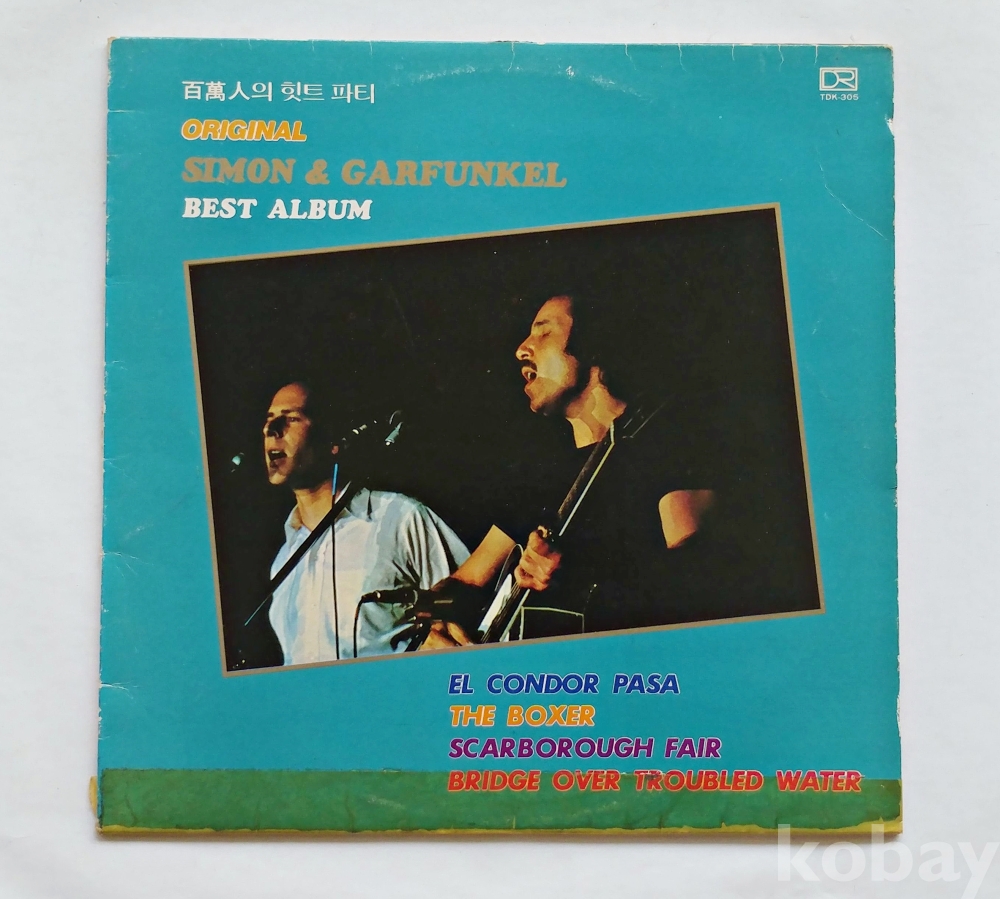 百萬人의 힛트 파티
DR
TDK-305
ORIGINAL
SIMON & GARFUNKEL
BEST ALBUM
EL CONDOR PASA
THE BOXER
SCARBOROUGH FAIR
BRIDGE OVER TROUBLED WATER
kobay